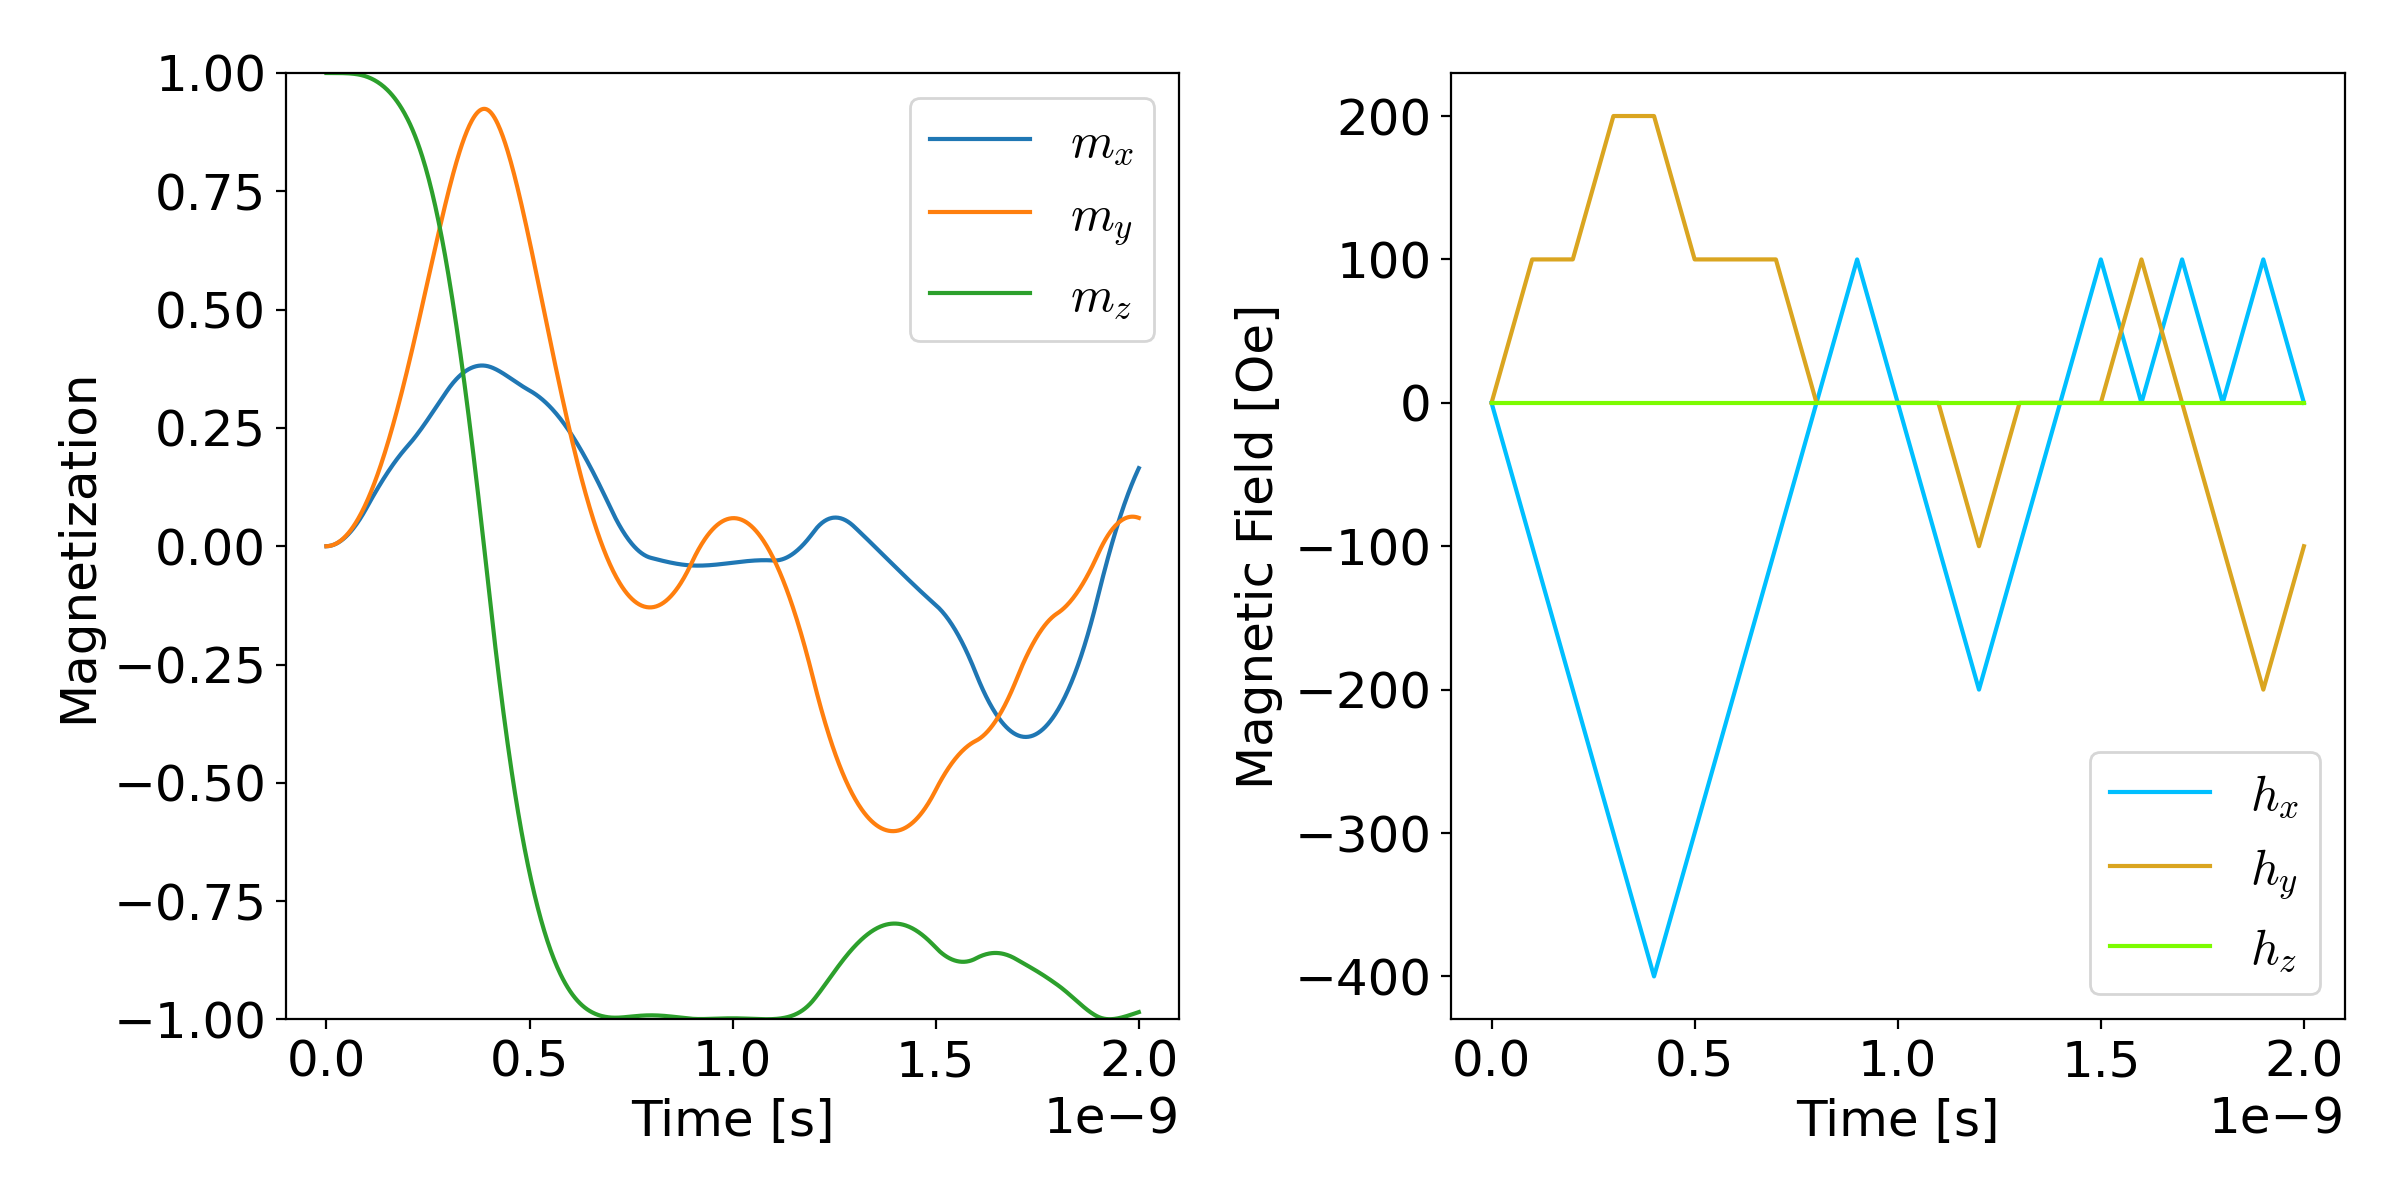 Magnetization
1.00
0.75
0.50
0.25
0.00
−0.25
−0.50
−0.75
−1.00
0.0 0.5 1.0 1.5 2.0
Time [s]
1e−9
m_x
m_y
m_z
Magnetic Field [Oe]
200
100
0
−100
−200
−300
−400
0.0 0.5 1.0 1.5 2.0
Time [s]
1e−9
h_x
h_y
h_z